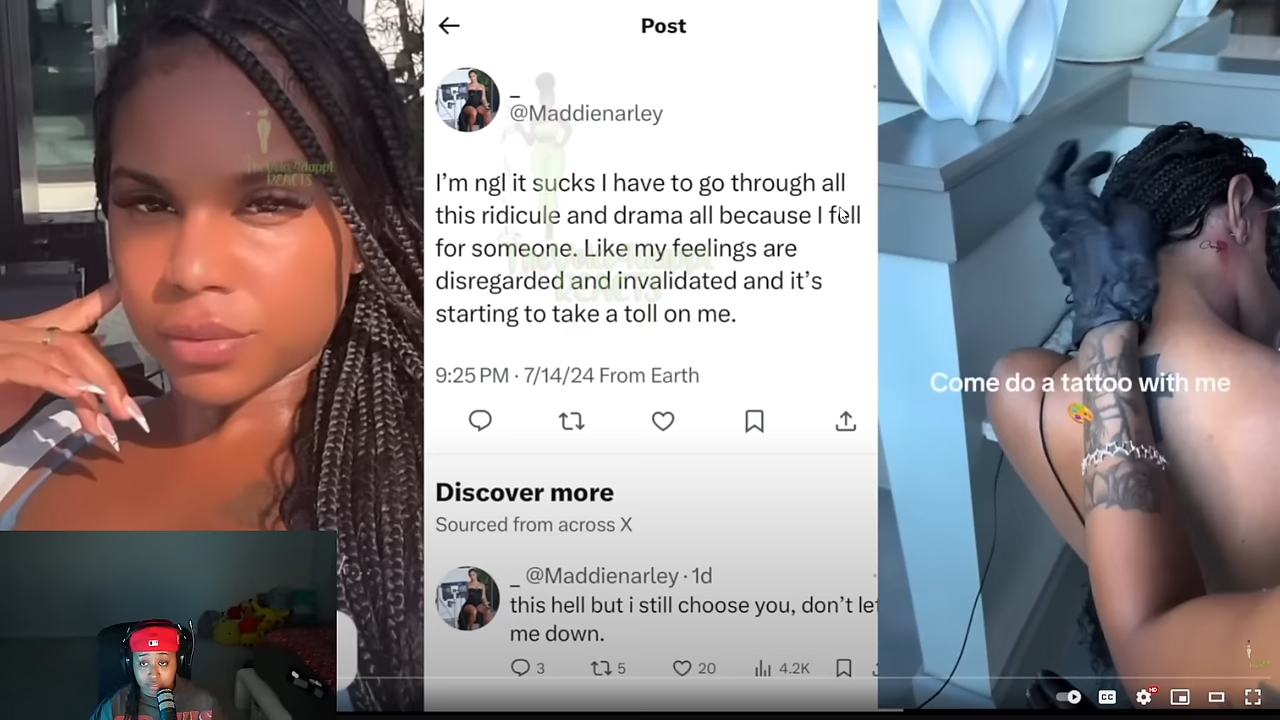 Post
_
@Maddienarley
I’m ngl it sucks I have to go through all
this ridicule and drama all because I fell
for someone. Like my feelings are
disregarded and invalidated and it’s
starting to take a toll on me.
9:25 PM · 7/14/24 From Earth
Discover more
Sourced from across X
_ @Maddienarley · 1d
this hell but i still choose you, don’t let
me down.
3 5 20 4.2K
Come do a tattoo with me
REACTS
CC
HD